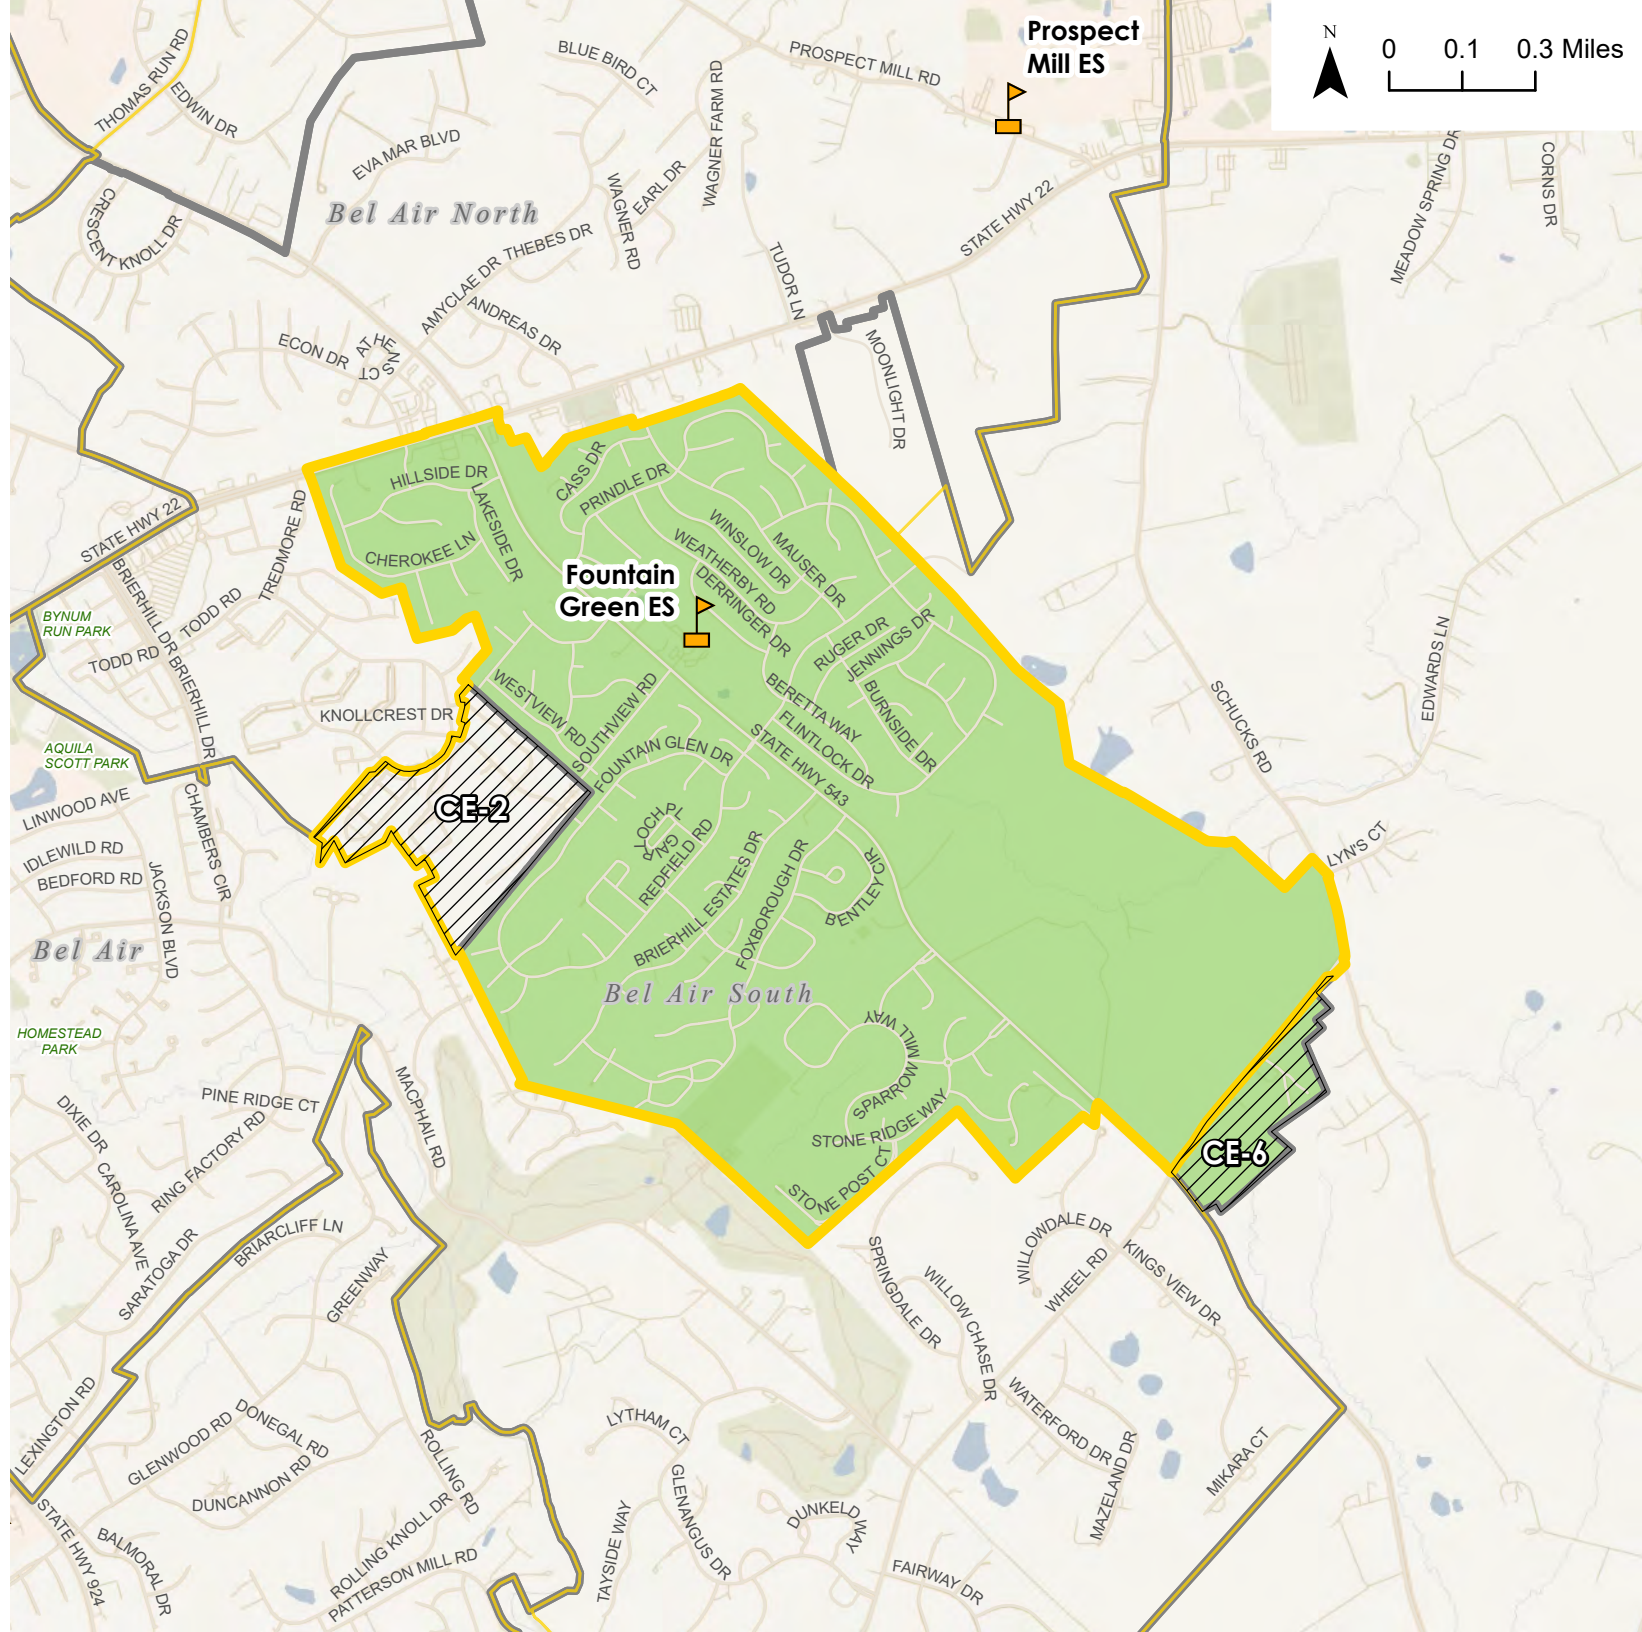 Prospect
Mill ES
N
0 0.1 0.3 Miles
THOMAS RUN RD
EDWIN DR
BLUE BIRD CT
PROSPECT MILL RD
WAGNER FARM RD
EVA MAR BLVD
CRESCENT KNOLL DR
Bel Air North
WAGNER RD
EARL DR
THEBES DR
AMYCLAE DR
ANDREAS DR
TUDOR LN
STATE HWY 22
MEADOW SPRING DR
CORNS DR
ECON DR
ATHENS CT
MOONLIGHT DR
HILLSIDE DR
LAKESIDE DR
CHEROKEE LN
CASS DR
PRINDLE DR
STATE HWY 22
TREDMORE RD
BRIERHILL DR
BRIERHILL DR
TODD RD
TODD RD
BYNUM
RUN PARK
WINSLOW DR
MAUSER DR
WEATHERBY RD
DERRINGER DR
Fountain
Green ES
RUGER DR
JENNINGS DR
BURNSIDE DR
BERETTA WAY
FLINTLOCK DR
STATE HWY 543
WESTVIEW RD
SOUTHVIEW RD
FOUNTAIN GLEN DR
KNOLLCREST DR
EDWARDS LN
SCHUCKS RD
AQUILA
SCOTT PARK
LINWOOD AVE
CHAMBERS CIR
IDLEWILD RD
BEDFORD RD
JACKSON BLVD
CE-2
GALLOCH PL
REDFIELD RD
BRIERHILL ESTATES DR
FOXBOROUGH DR
BENTLEY CIR
LYN'S CT
Bel Air
Bel Air South
HOMESTEAD
PARK
SPARROW MILL WAY
STONE RIDGE WAY
STONE POST CT
CE-6
PINE RIDGE CT
MACPHAIL RD
DIXIE DR
CAROLINA AVE
RING FACTORY RD
SARATOGA DR
BRIARCLIFF LN
GREENWAY
SPRINGDALE DR
WILLOW CHASE DR
WILLOWDALE DR
WHEEL RD
KINGS VIEW DR
LEXINGTON RD
GLENWOOD RD
DONEGAL RD
DUNCANNON RD
ROLLING RD
LYTHAM CT
WATERFORD DR
MAZELAND DR
MIKARA CT
GLENANGUS DR
DUNKELD WAY
TAYSIDE WAY
FAIRWAY DR
STATE HWY 924
BALMORAL DR
ROLLING KNOLL DR
PATTERSON MILL RD